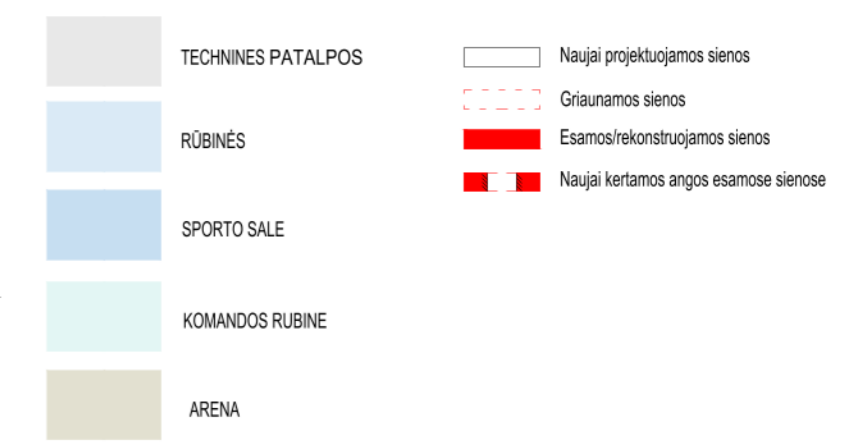 TECHNINES PATALPOS
RŪBINĖS
SPORTO SALE
KOMANDOS RUBINE
ARENA
Naujai projektuojamos sienos
Griaunamos sienos
Esamos/rekonstruojamos sienos
Naujai kertamos angos esamose sienose